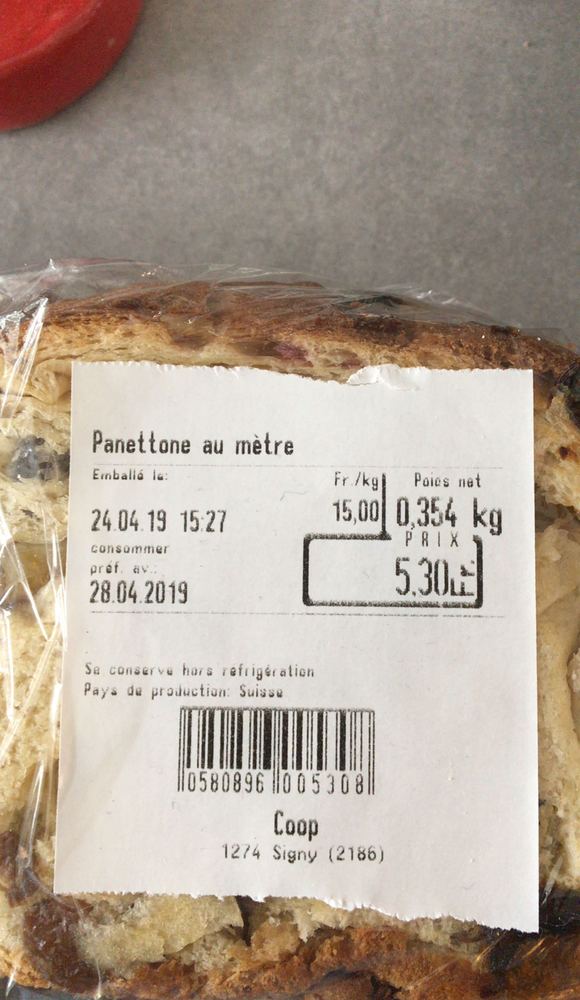 Panettone au mètre
Emballé le: Fr./kg Poids net
24.04.19 15:27 15,00 0,354 kg
consommer PRIX
préf. av.: 5.30 Fr.
28.04.2019
Se conserve hors réfrigération
Pays de production: Suisse
0580896 005308
Coop
1274 Signy (2186)